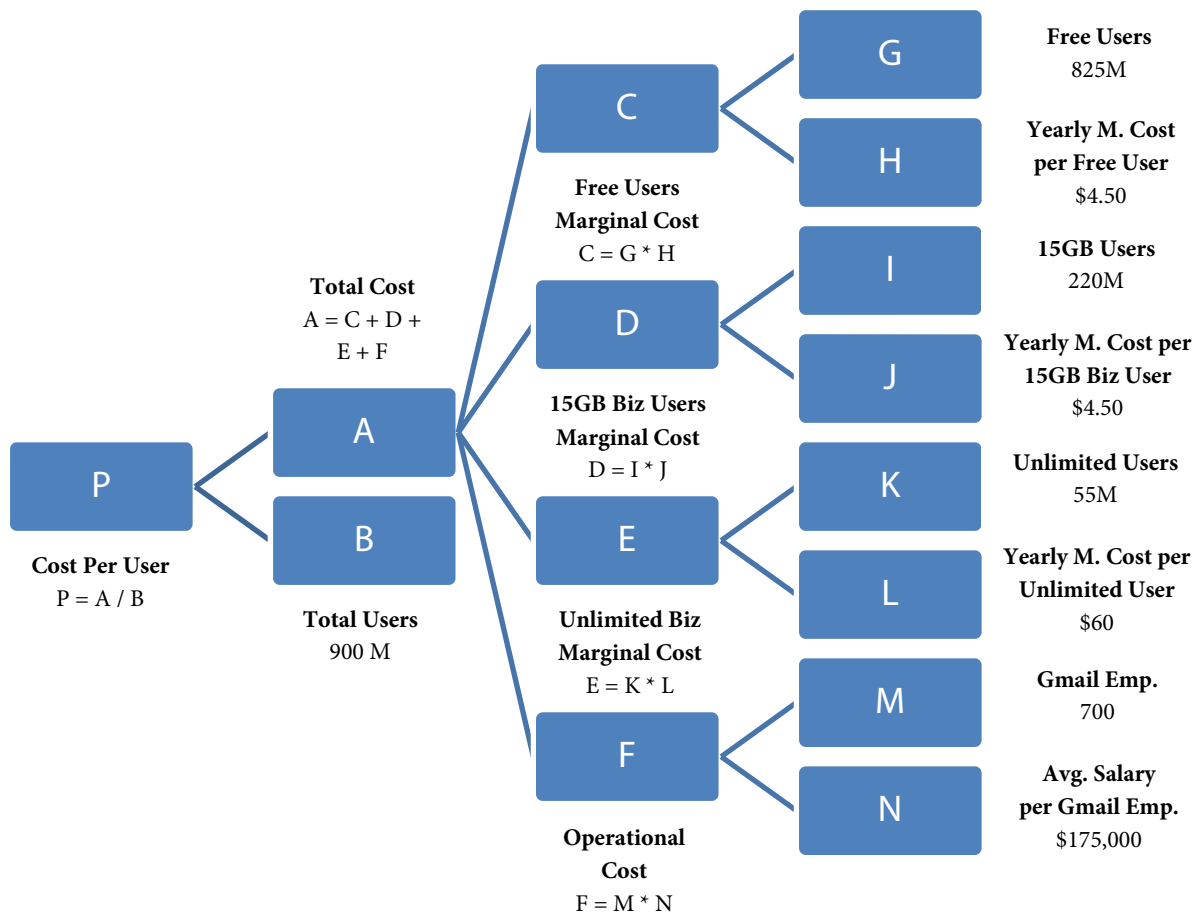 P
Cost Per User
P = A / B
Total Cost
A = C + D +
E + F
A
B
Total Users
900 M
C
Free Users
Marginal Cost
C = G * H
D
15GB Biz Users
Marginal Cost
D = I * J
E
Unlimited Biz
Marginal Cost
E = K * L
F
Operational
Cost
F = M * N
G
Free Users
825M
H
Yearly M. Cost
per Free User
$4.50
I
15GB Users
220M
J
Yearly M. Cost per
15GB Biz User
$4.50
K
Unlimited Users
55M
L
Yearly M. Cost per
Unlimited User
$60
M
Gmail Emp.
700
N
Avg. Salary
per Gmail Emp.
$175,000